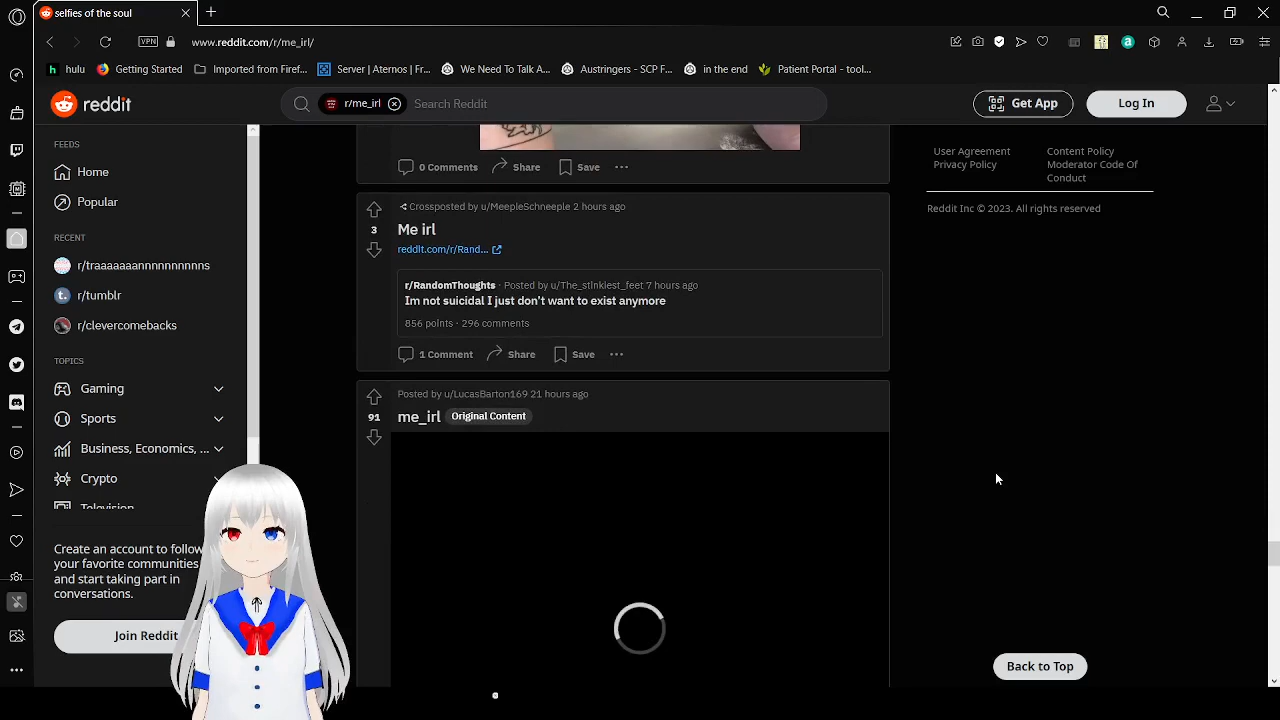 selfies of the soul
VPN
www.reddit.com/r/me_irl/
hulu
Getting Started
Imported from Firef...
Server | Aternos | Fr...
We Need To Talk A...
Austringers - SCP F...
in the end
Patient Portal - tool...
reddit
r/me_irl
Search Reddit
Get App
Log In
FEEDS
Home
Popular
RECENT
r/traaaaaaannnnnnnnnns
r/tumblr
r/clevercomebacks
TOPICS
Gaming
Sports
Business, Economics, ...
Crypto
Television
Create an account to follow
your favorite communities
and start taking part in
conversations.
Join Reddit
0 Comments
Share
Save
Crossposted by u/MeepleSchneeple 2 hours ago
3
Me irl
reddit.com/r/Rand...
r/RandomThoughts · Posted by u/The_stlnkiest_feet 7 hours ago
Im not suicidal I just don't want to exist anymore
856 points · 296 comments
1 Comment
Share
Save
Posted by u/LucasBarton169 21 hours ago
91
me_irl
Original Content
User Agreement
Privacy Policy
Content Policy
Moderator Code Of
Conduct
Reddit Inc © 2023. All rights reserved
Back to Top